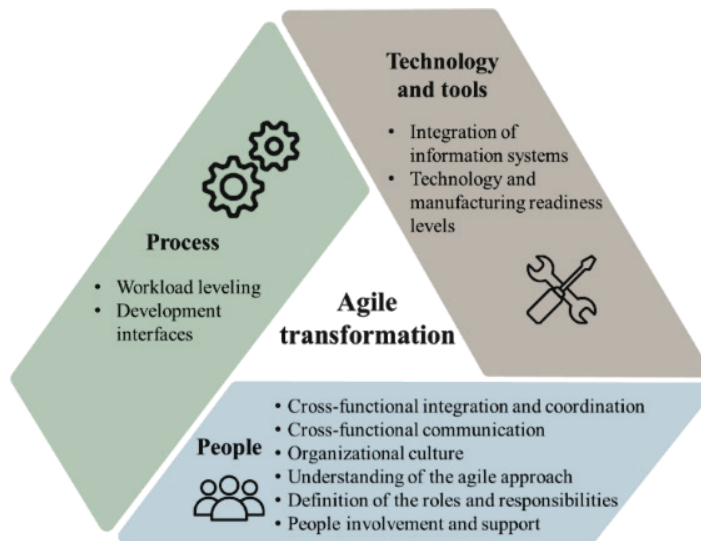 Technology
and tools
• Integration of
information systems
• Technology and
manufacturing readiness
levels
Process
• Workload leveling
• Development
interfaces
Agile
transformation
People
• Cross-functional integration and coordination
• Cross-functional communication
• Organizational culture
• Understanding of the agile approach
• Definition of the roles and responsibilities
• People involvement and support